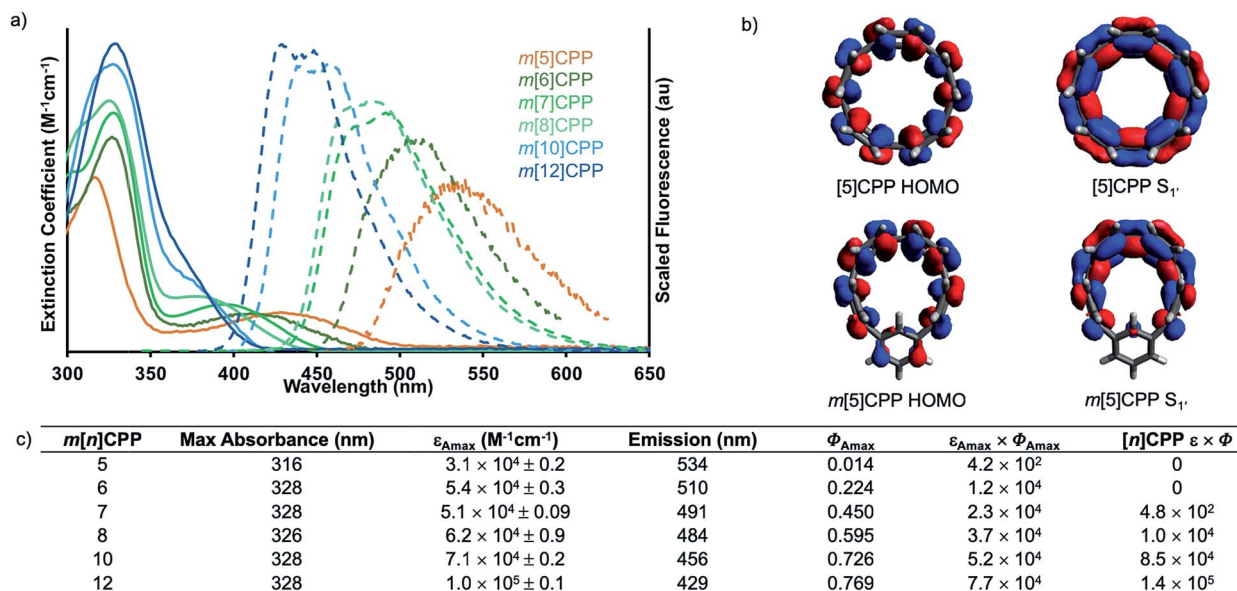 a)
Extinction Coefficient (M⁻¹cm⁻¹)
Scaled Fluorescence (au)
m[5]CPP
m[6]CPP
m[7]CPP
m[8]CPP
m[10]CPP
m[12]CPP
300 350 400 450 500 550 600 650
Wavelength (nm)
b)
[5]CPP HOMO [5]CPP S₁'
m[5]CPP HOMO m[5]CPP S₁'
c) m[n]CPP Max Absorbance (nm) εAmax (M⁻¹cm⁻¹) Emission (nm) ΦAmax εAmax × ΦAmax [n]CPP ε × Φ
5 316 3.1 × 10⁴ ± 0.2 534 0.014 4.2 × 10² 0
6 328 5.4 × 10⁴ ± 0.3 510 0.224 1.2 × 10⁴ 0
7 328 5.1 × 10⁴ ± 0.09 491 0.450 2.3 × 10⁴ 4.8 × 10²
8 326 6.2 × 10⁴ ± 0.9 484 0.595 3.7 × 10⁴ 1.0 × 10⁴
10 328 7.1 × 10⁴ ± 0.2 456 0.726 5.2 × 10⁴ 8.5 × 10⁴
12 328 1.0 × 10⁵ ± 0.1 429 0.769 7.7 × 10⁴ 1.4 × 10⁵